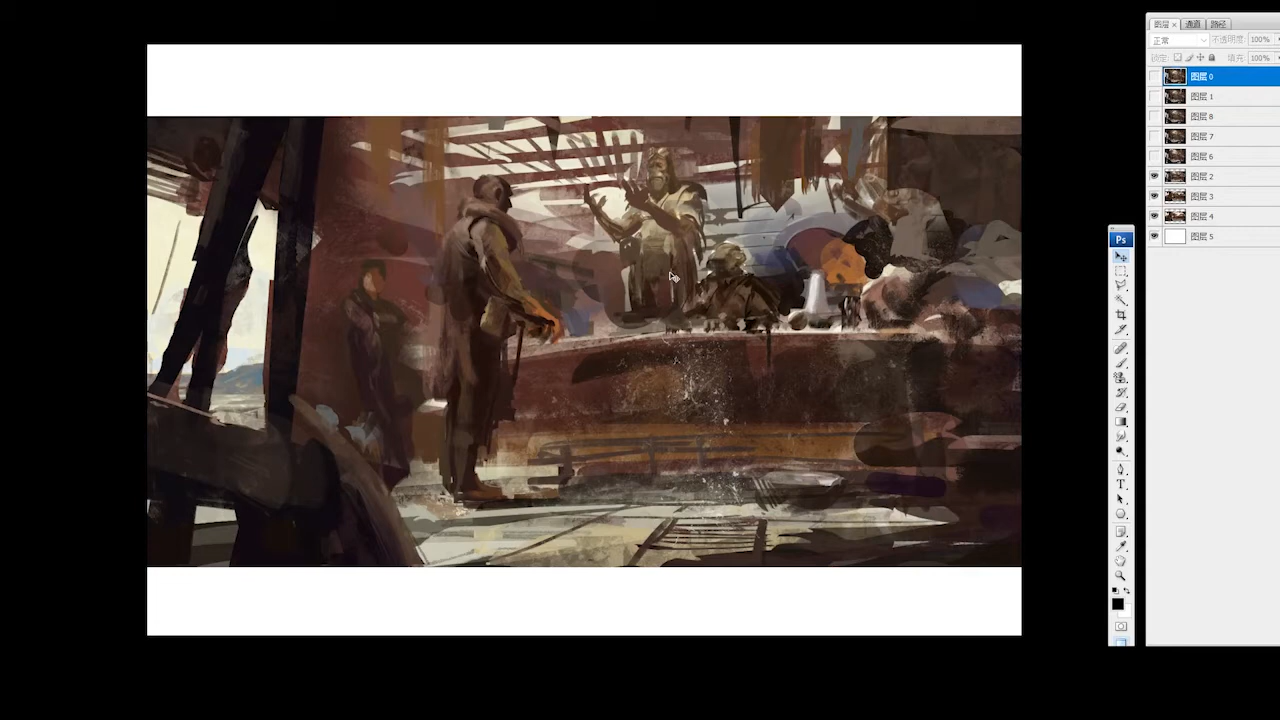 图层 × 通道 路径
正常 不透明度: 100%
锁定: 填充: 100%
图层 0
图层 1
图层 8
图层 7
图层 6
图层 2
图层 3
图层 4
图层 5
Ps
T